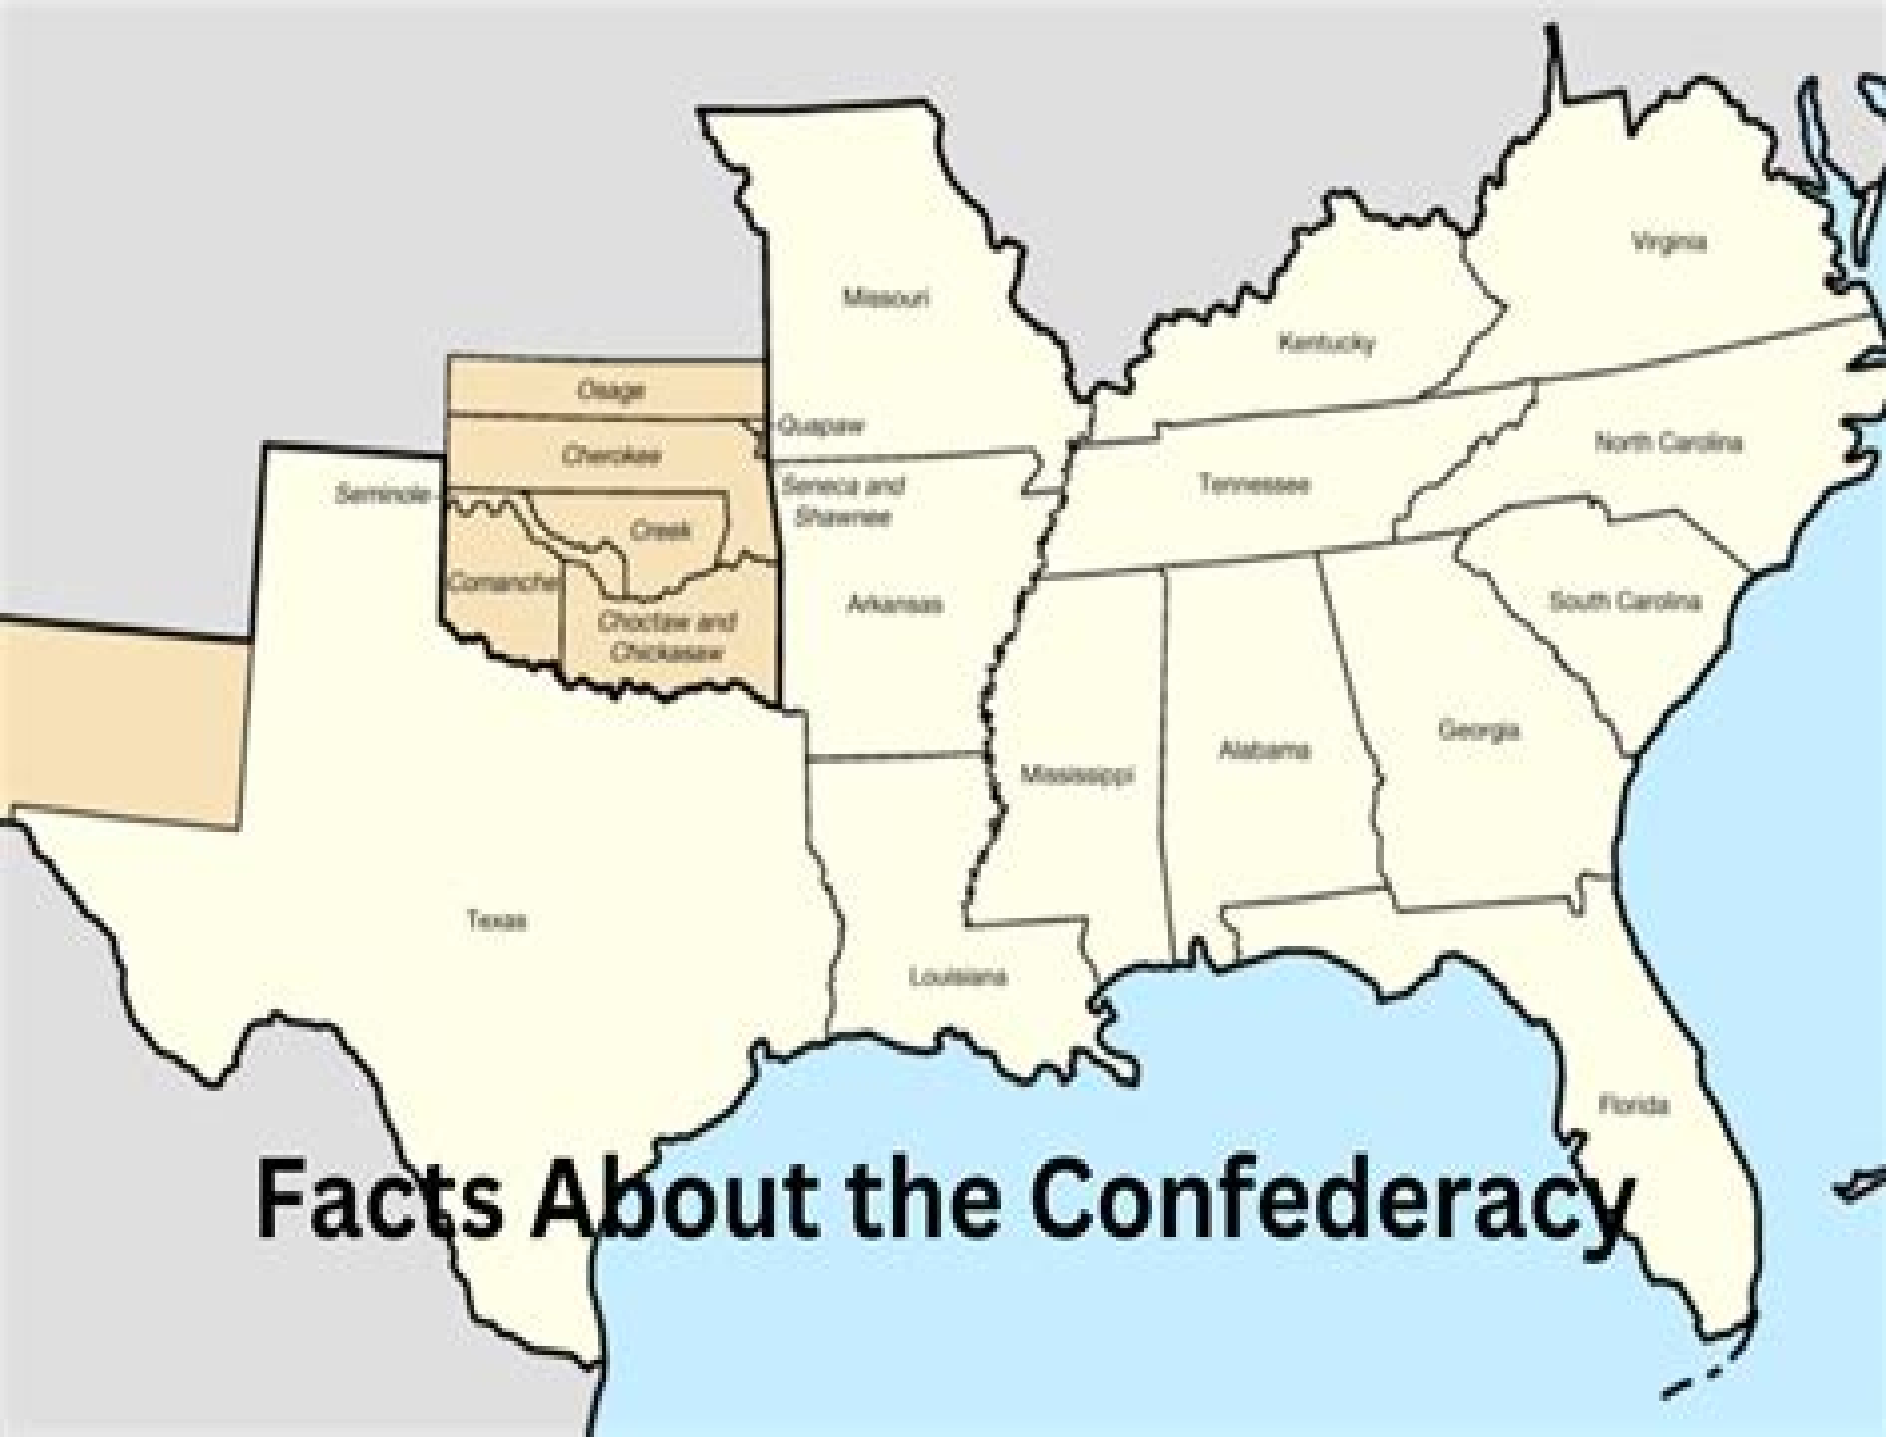 Virginia
Missouri
Kentucky
Osage
Quapaw
Cherokee
North Carolina
Seminole
Seneca and
Shawnee
Tennessee
Creek
Comanche
Arkansas
South Carolina
Choctaw and
Chickasaw
Georgia
Alabama
Mississippi
Texas
Louisiana
Florida
Facts About the Confederacy